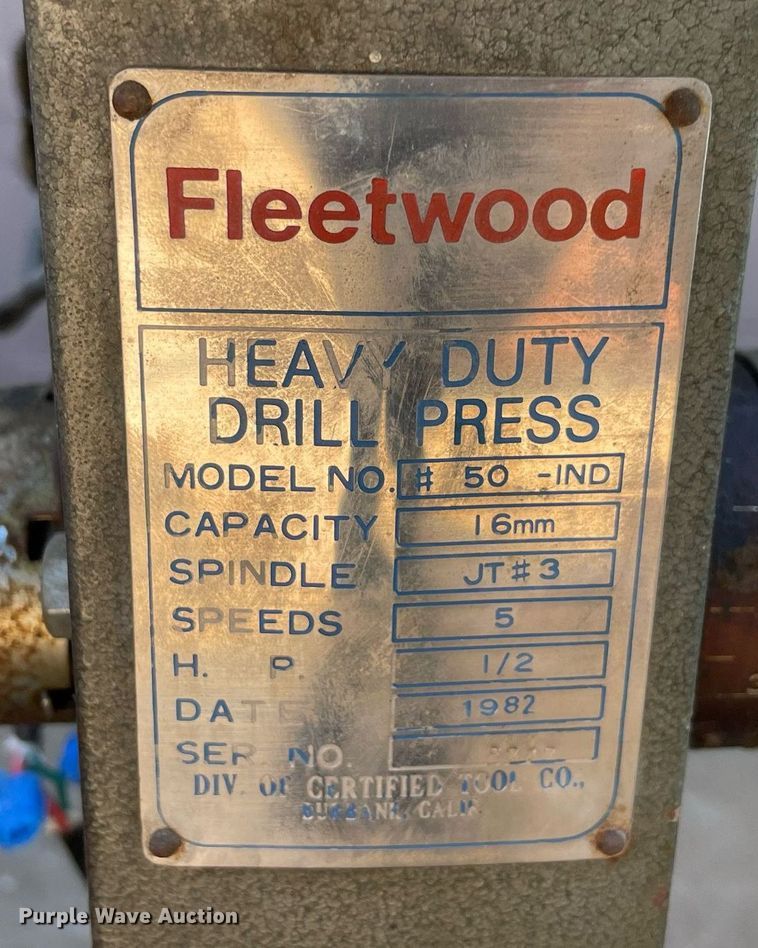 Fleetwood
HEAVY DUTY
DRILL PRESS
MODEL NO. # 50 -IND
CAPACITY 16mm
SPINDLE JT#3
SPEEDS 5
H. P. 1/2
DATE 1982
SER. NO.
DIV. OF CERTIFIED TOOL CO.,
BURBANK, CALIF.
Purple Wave Auction